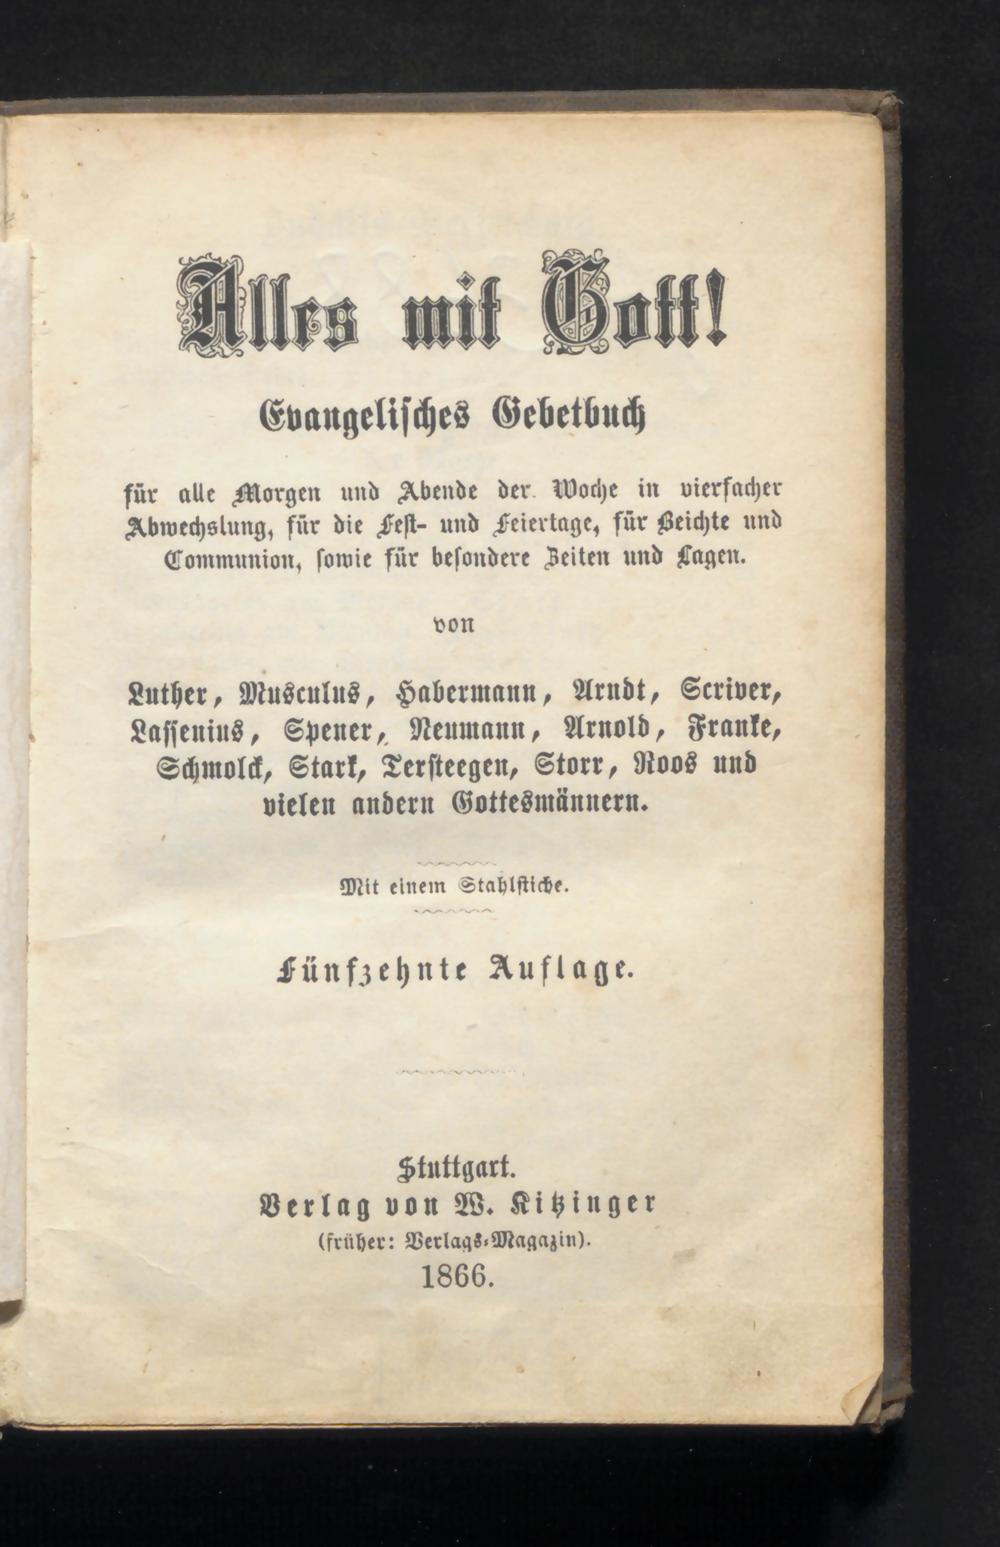 Alles mit Gott!
Evangelisches Gebetbuch
für alle Morgen und Abende der Woche in vierfacher
Abwechslung, für die Fest- und Feiertage, für Beichte und
Communion, sowie für besondere Zeiten und Lagen.
von
Luther, Musculus, Habermann, Arndt, Scriver,
Lassenius, Spener, Neumann, Arnold, Franke,
Schmolck, Stark, Tersteegen, Storr, Roos und
vielen andern Gottesmännern.
Mit einem Stahlstiche.
Fünfzehnte Auflage.
Stuttgart.
Verlag von W. Kitzinger
(früher: Verlags-Magazin).
1866.